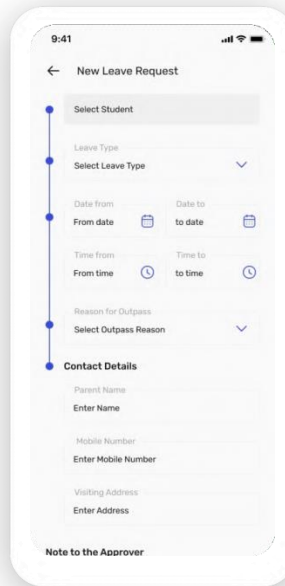 9:41
New Leave Request
Select Student
Leave Type
Select Leave Type
Date from Date to
From date to date
Time from Time to
From time to time
Reason for Outpass
Select Outpass Reason
Contact Details
Parent Name
Enter Name
Mobile Number
Enter Mobile Number
Visiting Address
Enter Address
Note to the Approver